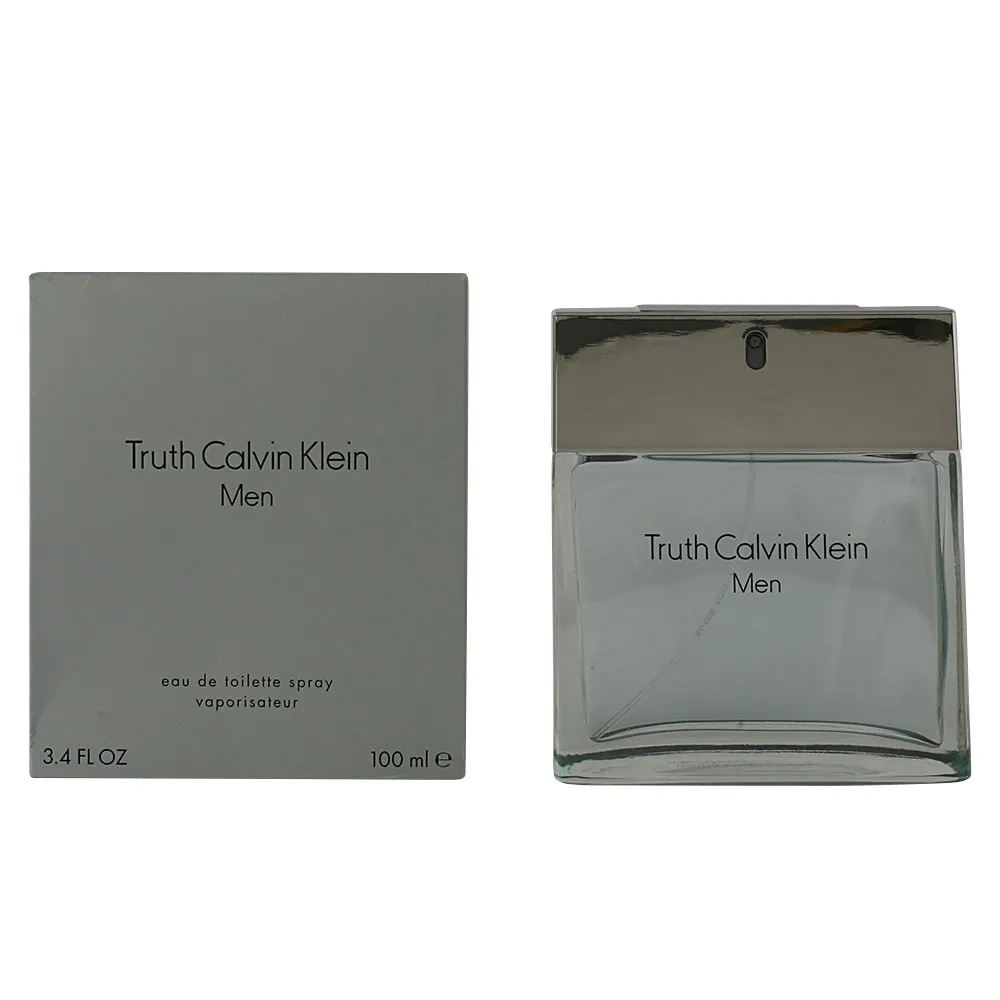 Truth Calvin Klein
Men
eau de toilette spray
vaporisateur
3.4 FL OZ
100 ml ℮
Truth Calvin Klein
Men